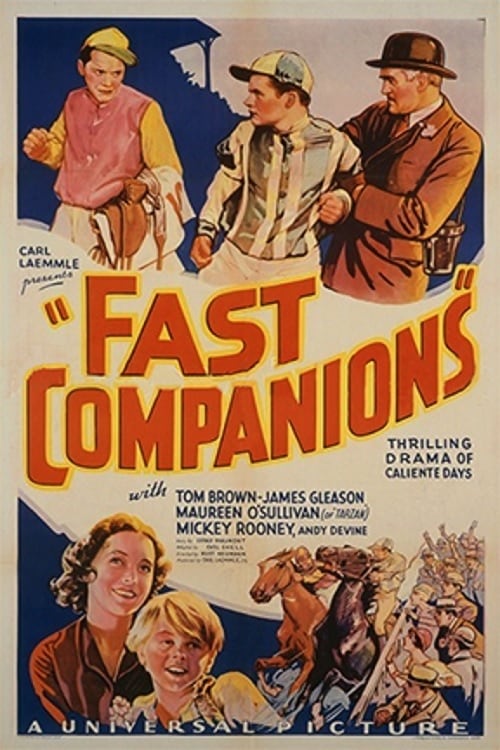 CARL
LAEMMLE
presents
"FAST
COMPANIONS"
THRILLING
DRAMA OF
CALIENTE DAYS
with TOM BROWN-JAMES GLEASON
MAUREEN O'SULLIVAN (of "TARZAN")
MICKEY ROONEY, ANDY DEVINE
A UNIVERSAL PICTURE